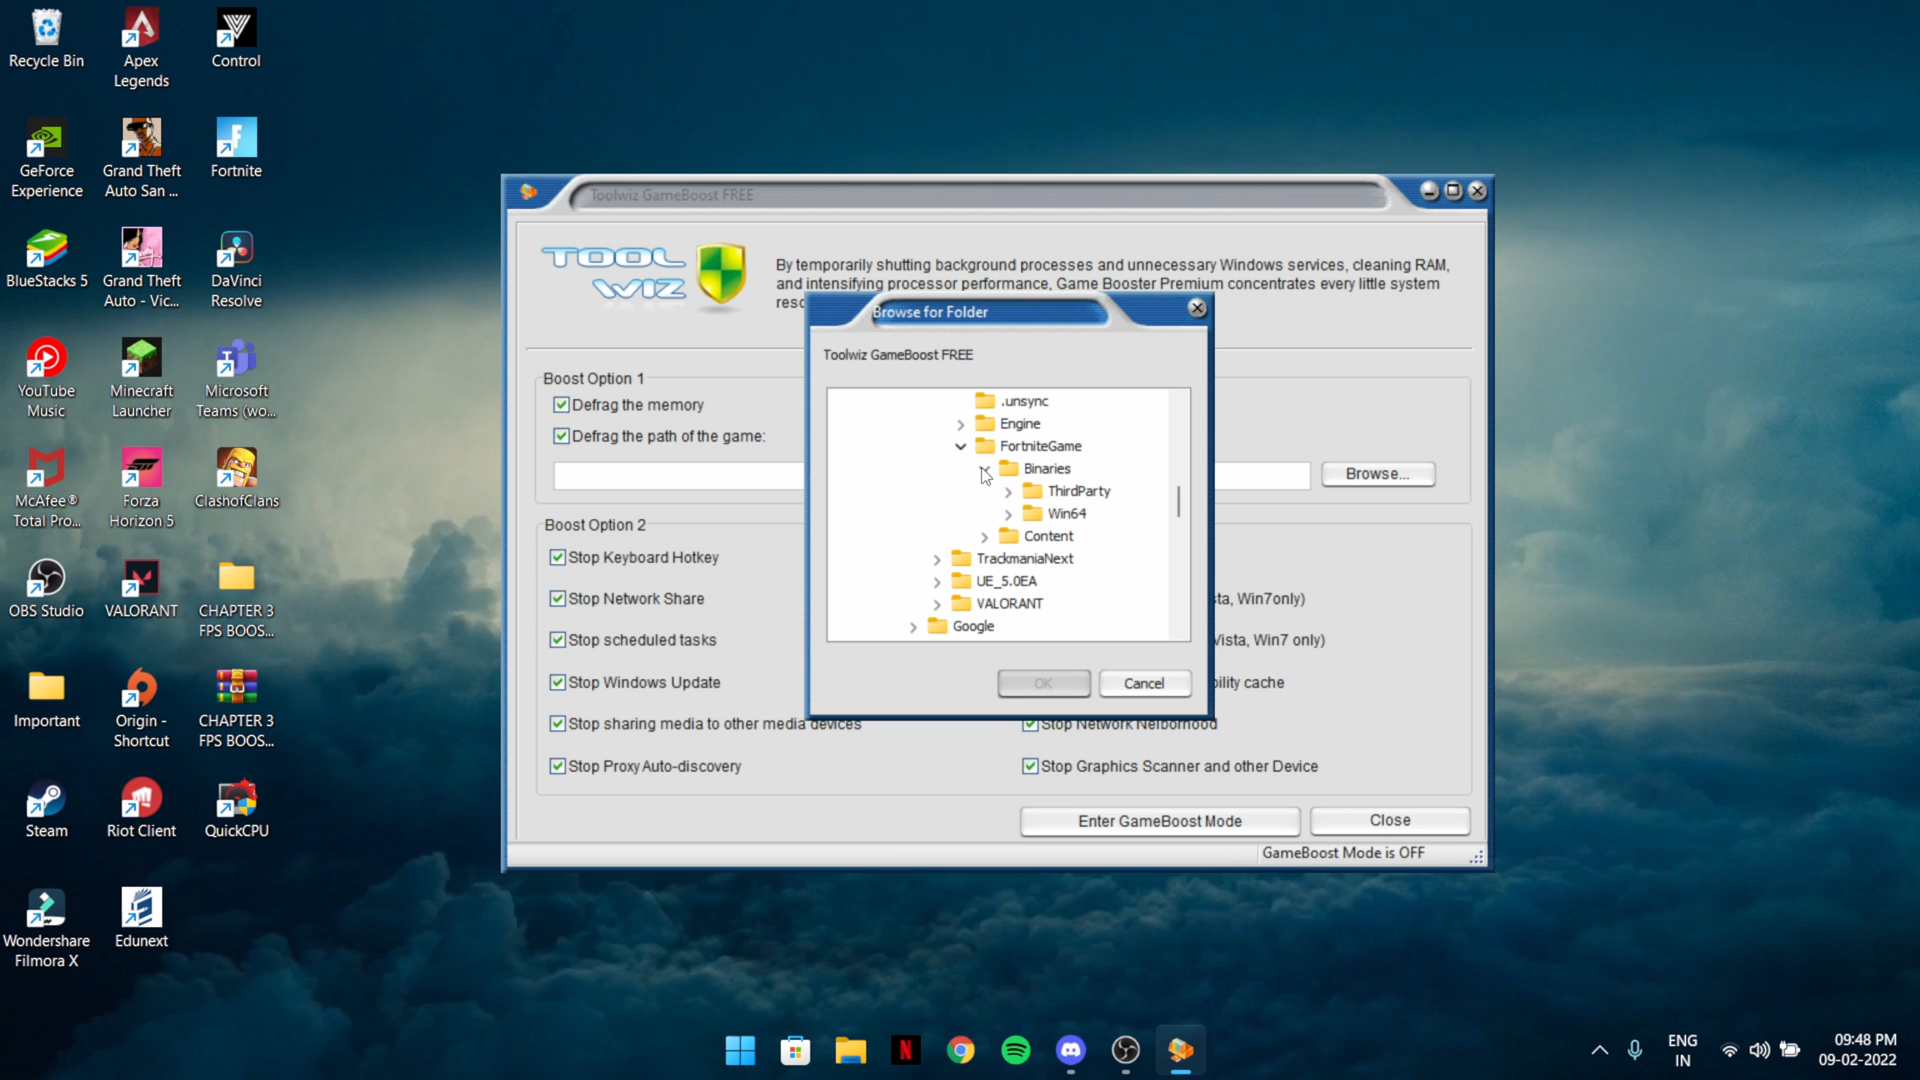 Recycle Bin
Apex
Legends
Control
GeForce
Experience
Grand Theft
Auto San ...
Fortnite
BlueStacks 5
Grand Theft
Auto - Vic...
DaVinci
Resolve
YouTube
Music
Minecraft
Launcher
Microsoft
Teams (wo...
McAfee®
Total Pro...
Forza
Horizon 5
ClashofClans
OBS Studio
VALORANT
CHAPTER 3
FPS BOOS...
Important
Origin -
Shortcut
CHAPTER 3
FPS BOOS...
Steam
Riot Client
QuickCPU
Wondershare
Filmora X
Edunext
Toolwiz GameBoost FREE
TOOL
WIZ
By temporarily shutting background processes and unnecessary Windows services, cleaning RAM,
and intensifying processor performance, Game Booster Premium concentrates every little system
Browse for Folder
Toolwiz GameBoost FREE
.unsync
Engine
FortniteGame
Binaries
ThirdParty
Win64
Content
TrackmaniaNext
UE_5.0EA
VALORANT
Google
OK
Cancel
Boost Option 1
Defrag the memory
Defrag the path of the game:
Browse...
Boost Option 2
Stop Keyboard Hotkey
Stop Network Share
Win7only)
Stop scheduled tasks
Vista, Win7 only)
Stop Windows Update
cache
Stop sharing media to other media devices
Stop Network Neiborhood
Stop Proxy Auto-discovery
Stop Graphics Scanner and other Device
Enter GameBoost Mode
Close
GameBoost Mode is OFF
ENG
IN
09:48 PM
09-02-2022